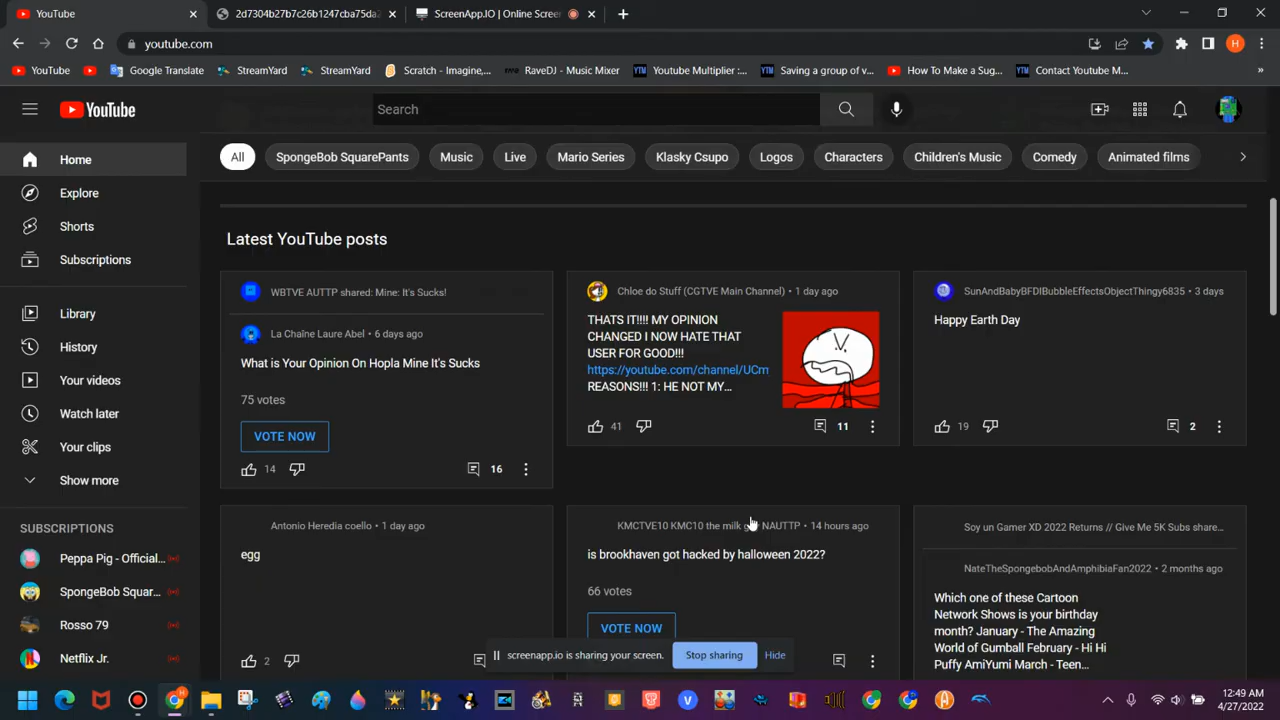 YouTube
2d7304b27b7c26b1247cba75da2
ScreenApp.IO | Online Scree
youtube.com
YouTube
Google Translate
StreamYard
StreamYard
Scratch - Imagine,...
RaveDJ - Music Mixer
Youtube Multiplier :...
Saving a group of v...
How To Make a Sug...
Contact Youtube M...
YouTube
Search
Home
Explore
Shorts
Subscriptions
Library
History
Your videos
Watch later
Your clips
Show more
SUBSCRIPTIONS
Peppa Pig - Official...
SpongeBob Squar...
Rosso 79
Netflix Jr.
All
SpongeBob SquarePants
Music
Live
Mario Series
Klasky Csupo
Logos
Characters
Children's Music
Comedy
Animated films
Latest YouTube posts
WBTVE AUTTP shared: Mine: It's Sucks!
La Chaîne Laure Abel • 6 days ago
What is Your Opinion On Hopla Mine It's Sucks
75 votes
VOTE NOW
14
16
Chloe do Stuff (CGTVE Main Channel) • 1 day ago
THATS IT!!!! MY OPINION
CHANGED I NOW HATE THAT
USER FOR GOOD!!!
https://youtube.com/channel/UCm
REASONS!!! 1: HE NOT MY...
41
11
SunAndBabyBFDIBubbleEffectsObjectThingy6835 • 3 days
Happy Earth Day
19
2
Antonio Heredia coello • 1 day ago
egg
2
KMCTVE10 KMC10 the milk NAUTTP • 14 hours ago
is brookhaven got hacked by halloween 2022?
66 votes
VOTE NOW
Soy un Gamer XD 2022 Returns // Give Me 5K Subs share...
NateTheSpongebobAndAmphibiaFan2022 • 2 months ago
Which one of these Cartoon
Network Shows is your birthday
month? January - The Amazing
World of Gumball February - Hi Hi
Puffy AmiYumi March - Teen...
screenapp.io is sharing your screen.
Stop sharing
Hide
12:49 AM
4/27/2022